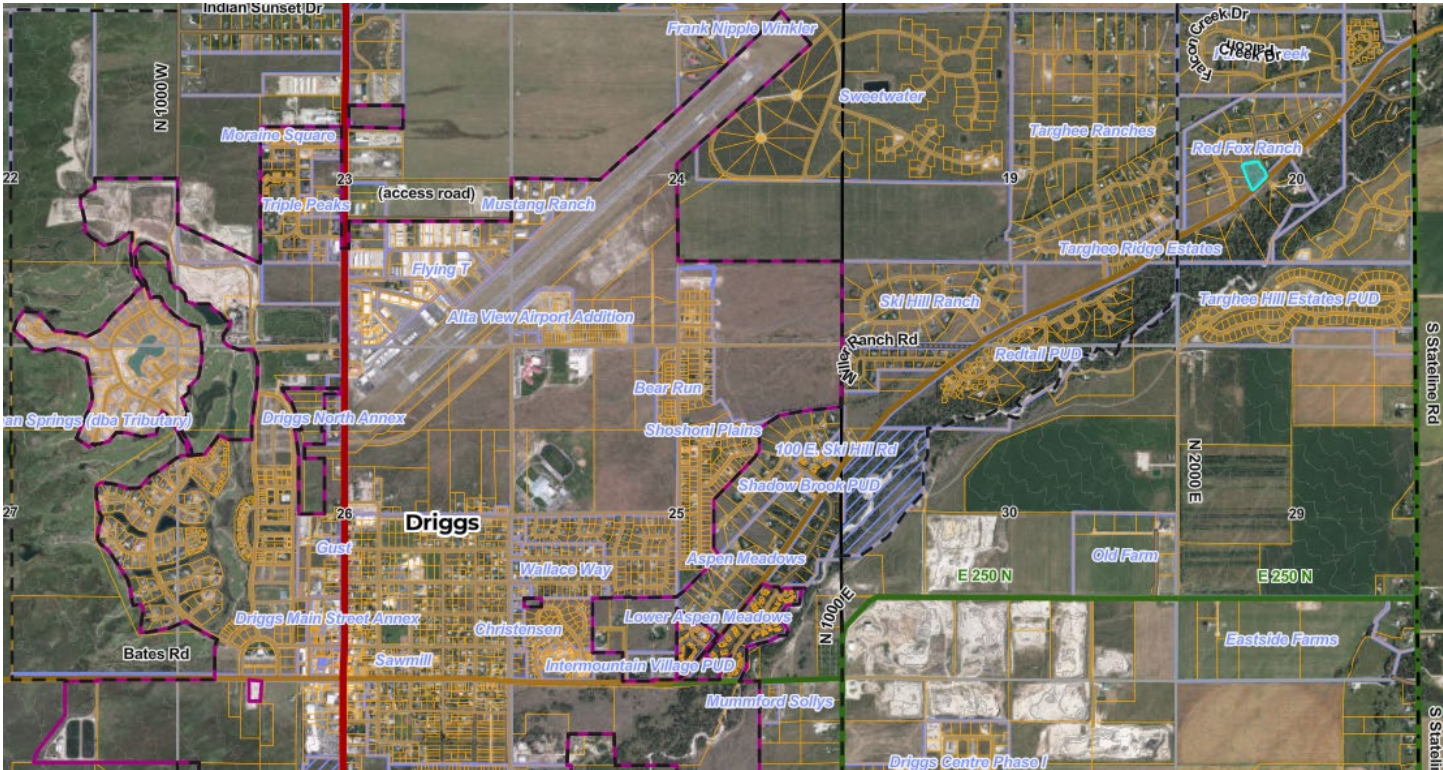 Indian Sunset Dr
Frank Nipple Winkler
Falcon Creek Dr
Falcon
Creek Dr
Creek
N 1000 W
Sweetwater
Moraine Square
Targhee Ranches
Red Fox Ranch
22
23
24
19
20
(access road)
Triple Peaks
Mustang Ranch
Targhee Ridge Estates
Flying T
Ski Hill Ranch
Targhee Hill Estates PUD
Alta View Airport Addition
Miller Ranch Rd
Redtail PUD
S Stateline Rd
Bear Run
an Springs (dba Tributary)
Driggs North Annex
Shoshoni Plains
100 E. Ski Hill Rd
N 2000 E
Shadow Brook PUD
27
26
25
30
29
Driggs
Gust
Aspen Meadows
Old Farm
Wallace Way
E 250 N
E 250 N
Driggs Main Street Annex
Christensen
Lower Aspen Meadows
N 1000 E
Eastside Farms
Bates Rd
Sawmill
Intermountain Village PUD
Mummford Sollys
S Stateli
Driggs Centre Phase I